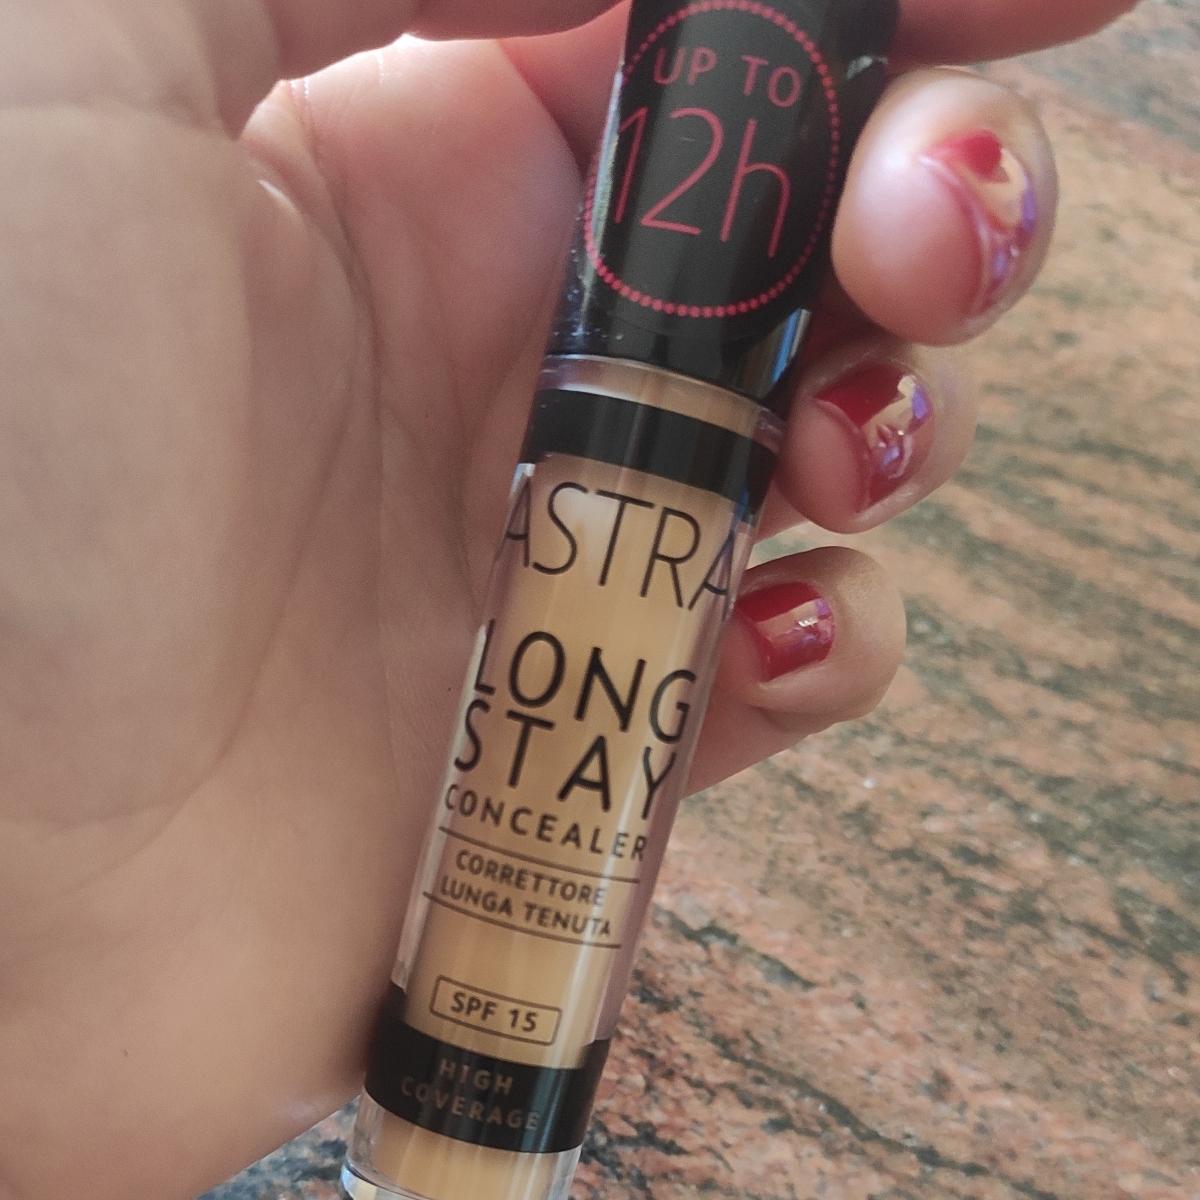 UP TO
12h
ASTRA
LONG
STAY
CONCEALER
CORRETTORE
LUNGA TENUTA
SPF 15
HIGH
COVERAGE